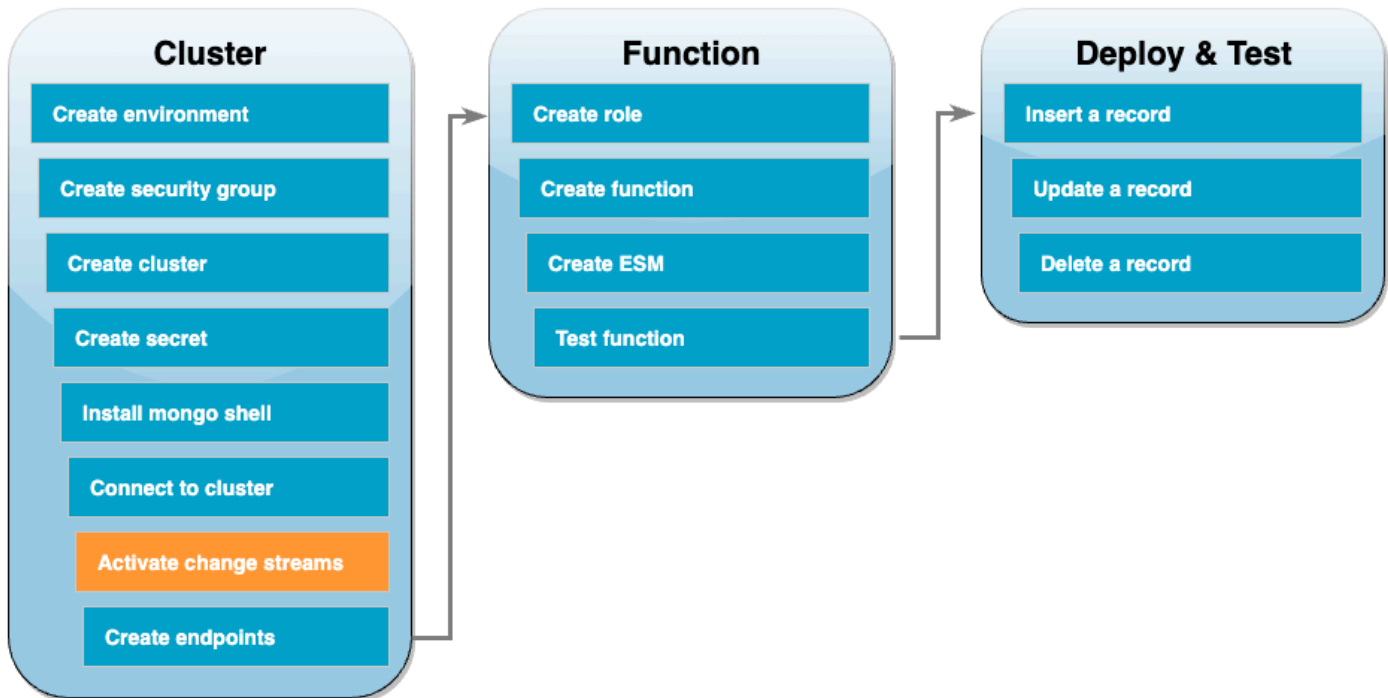 Cluster
Create environment
Create security group
Create cluster
Create secret
Install mongo shell
Connect to cluster
Activate change streams
Create endpoints
Function
Create role
Create function
Create ESM
Test function
Deploy & Test
Insert a record
Update a record
Delete a record